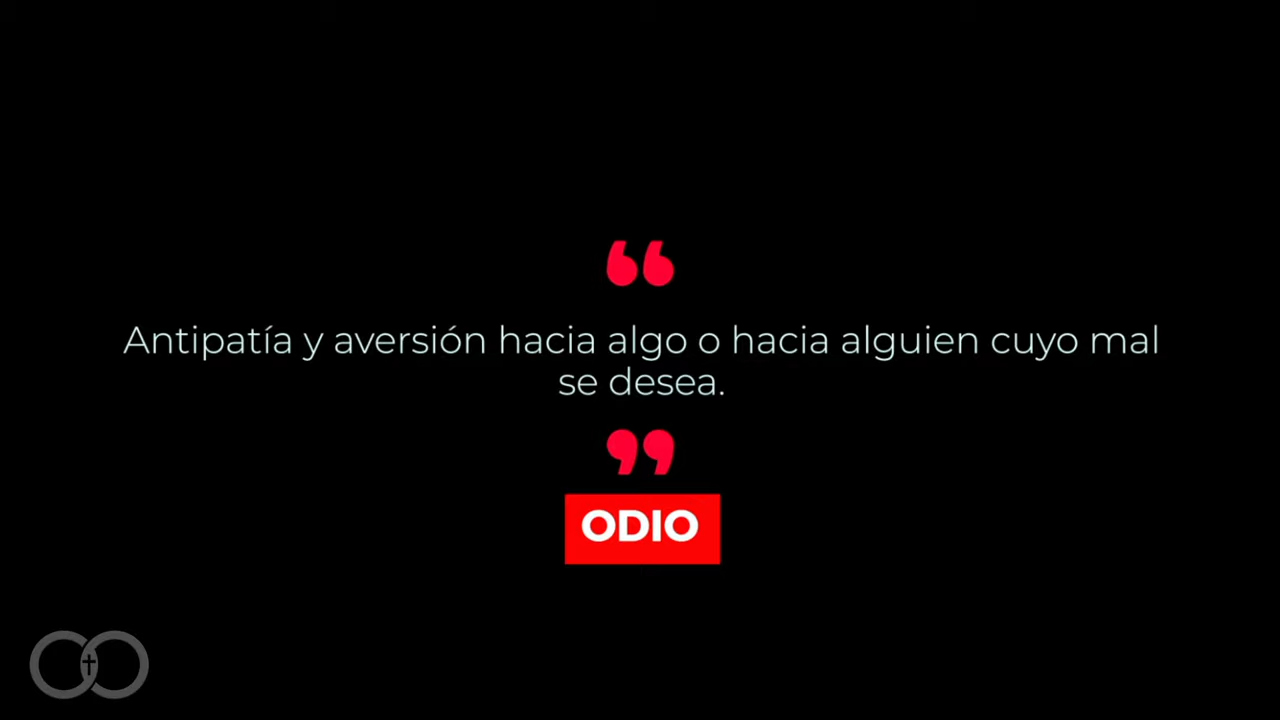 “
Antipatía y aversión hacia algo o hacia alguien cuyo mal
se desea.
”
ODIO